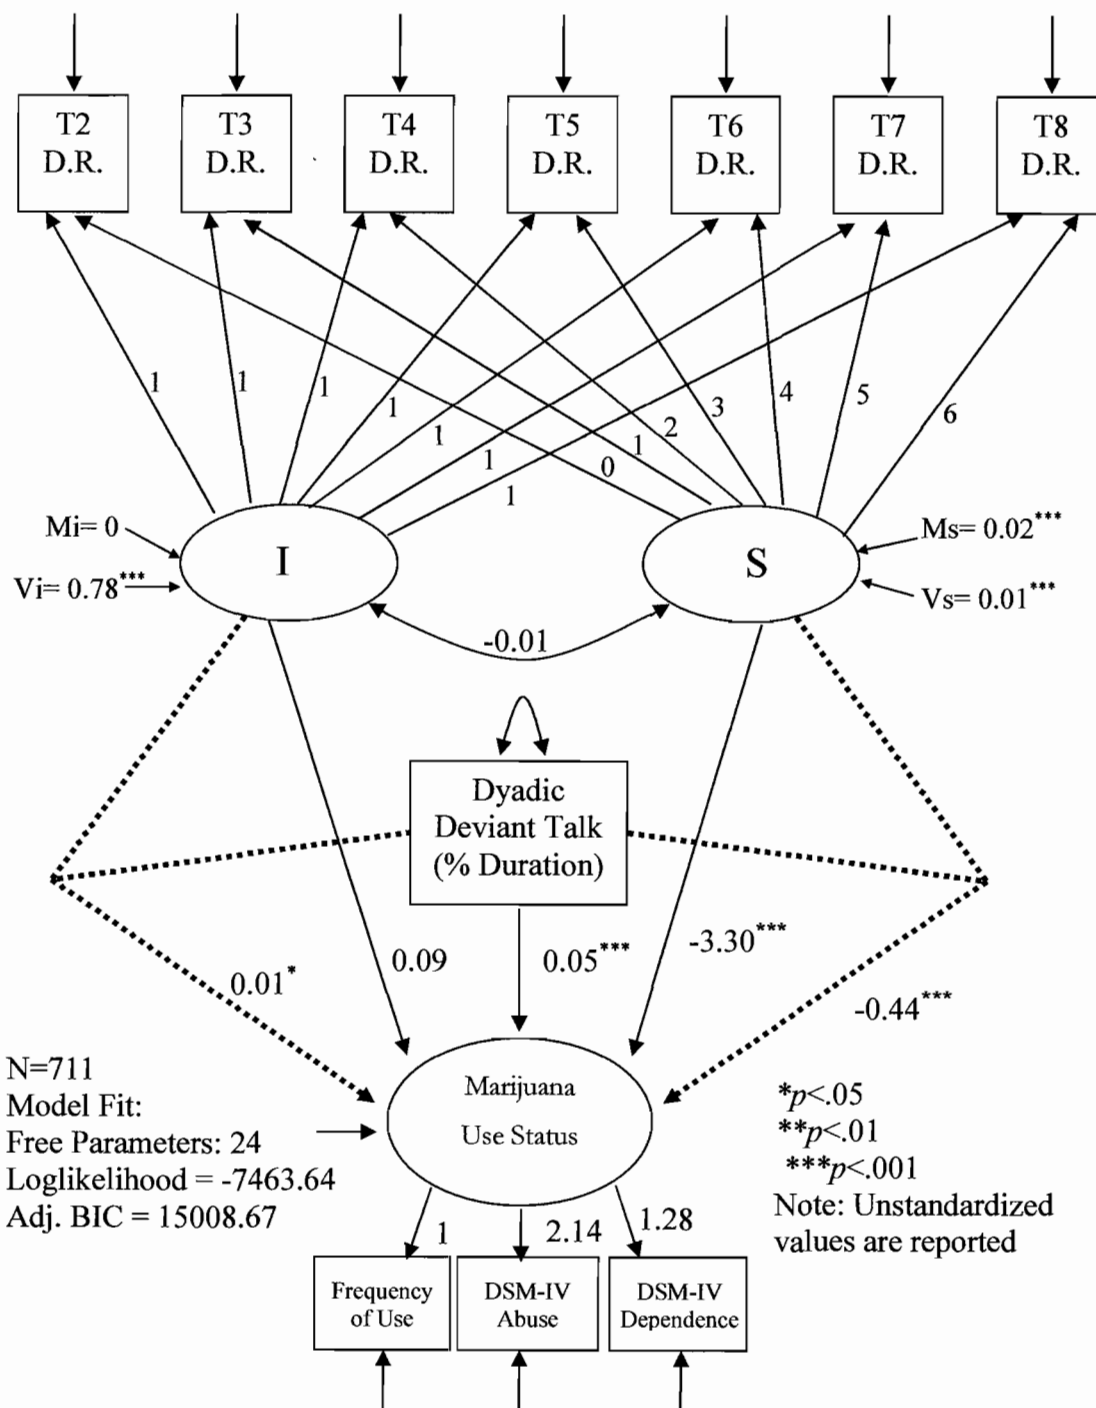 T2
D.R.
T3
D.R.
T4
D.R.
T5
D.R.
T6
D.R.
T7
D.R.
T8
D.R.
1
1
1
1
1
1
1
0
1
2
3
4
5
6
Mi= 0
Vi= 0.78***
I
S
Ms= 0.02***
Vs= 0.01***
-0.01
Dyadic
Deviant Talk
(% Duration)
0.01*
0.09
0.05***
-3.30***
-0.44***
Marijuana
Use Status
N=711
Model Fit:
Free Parameters: 24
Loglikelihood = -7463.64
Adj. BIC = 15008.67
*p<.05
**p<.01
***p<.001
Note: Unstandardized
values are reported
1
2.14
1.28
Frequency
of Use
DSM-IV
Abuse
DSM-IV
Dependence